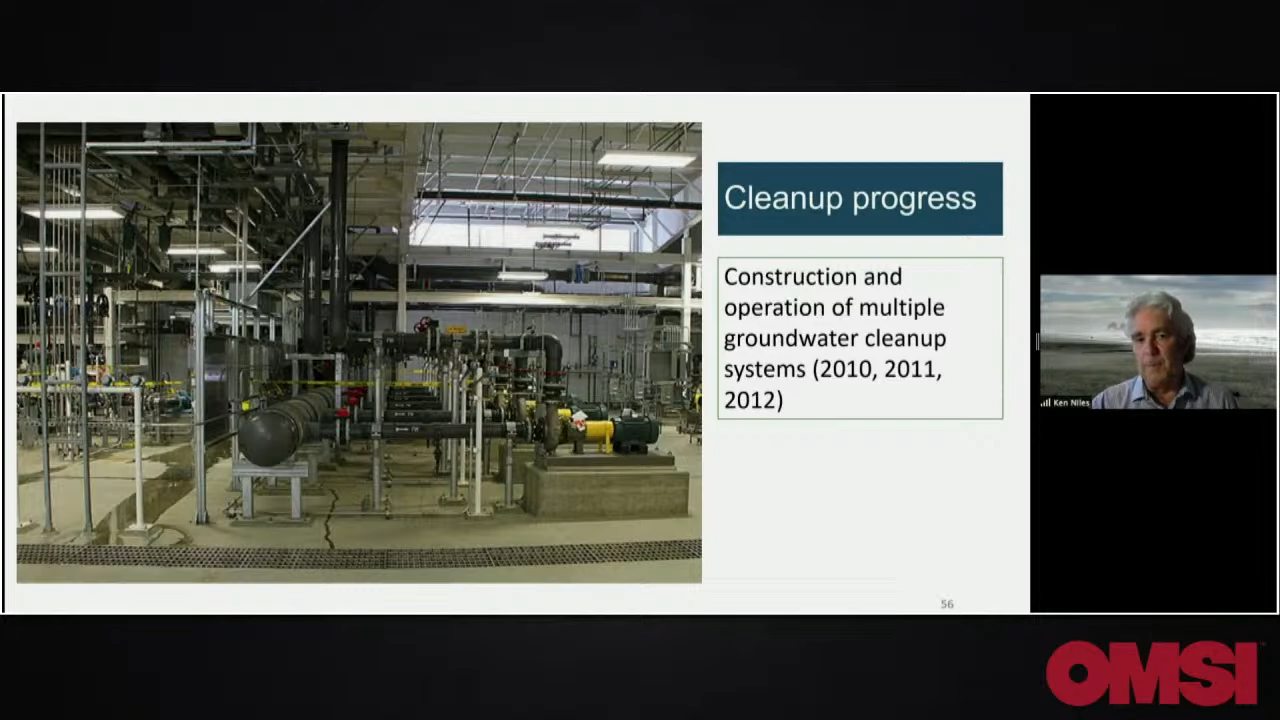 Cleanup progress
Construction and
operation of multiple
groundwater cleanup
systems (2010, 2011,
2012)
Ken Niles
56
OMSI